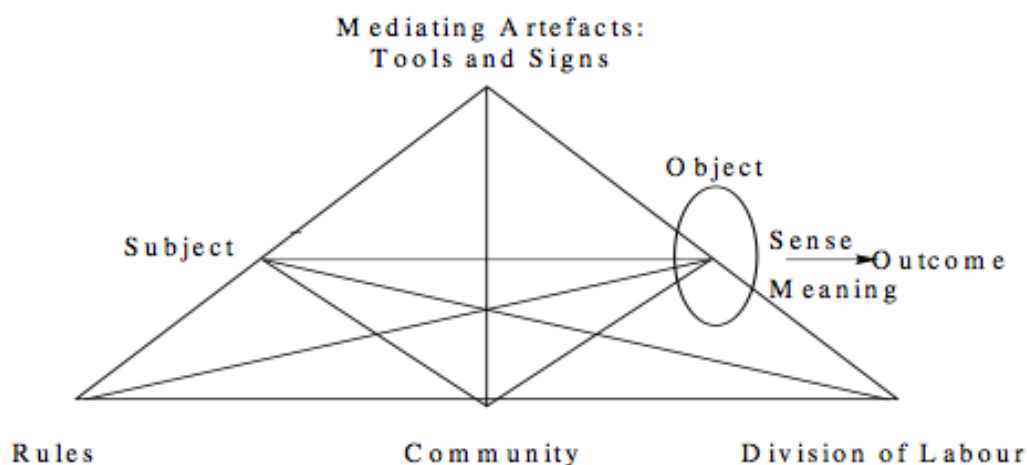 Mediating Artefacts:
Tools and Signs
Object
Subject
Sense
Outcome
Meaning
Rules
Community
Division of Labour